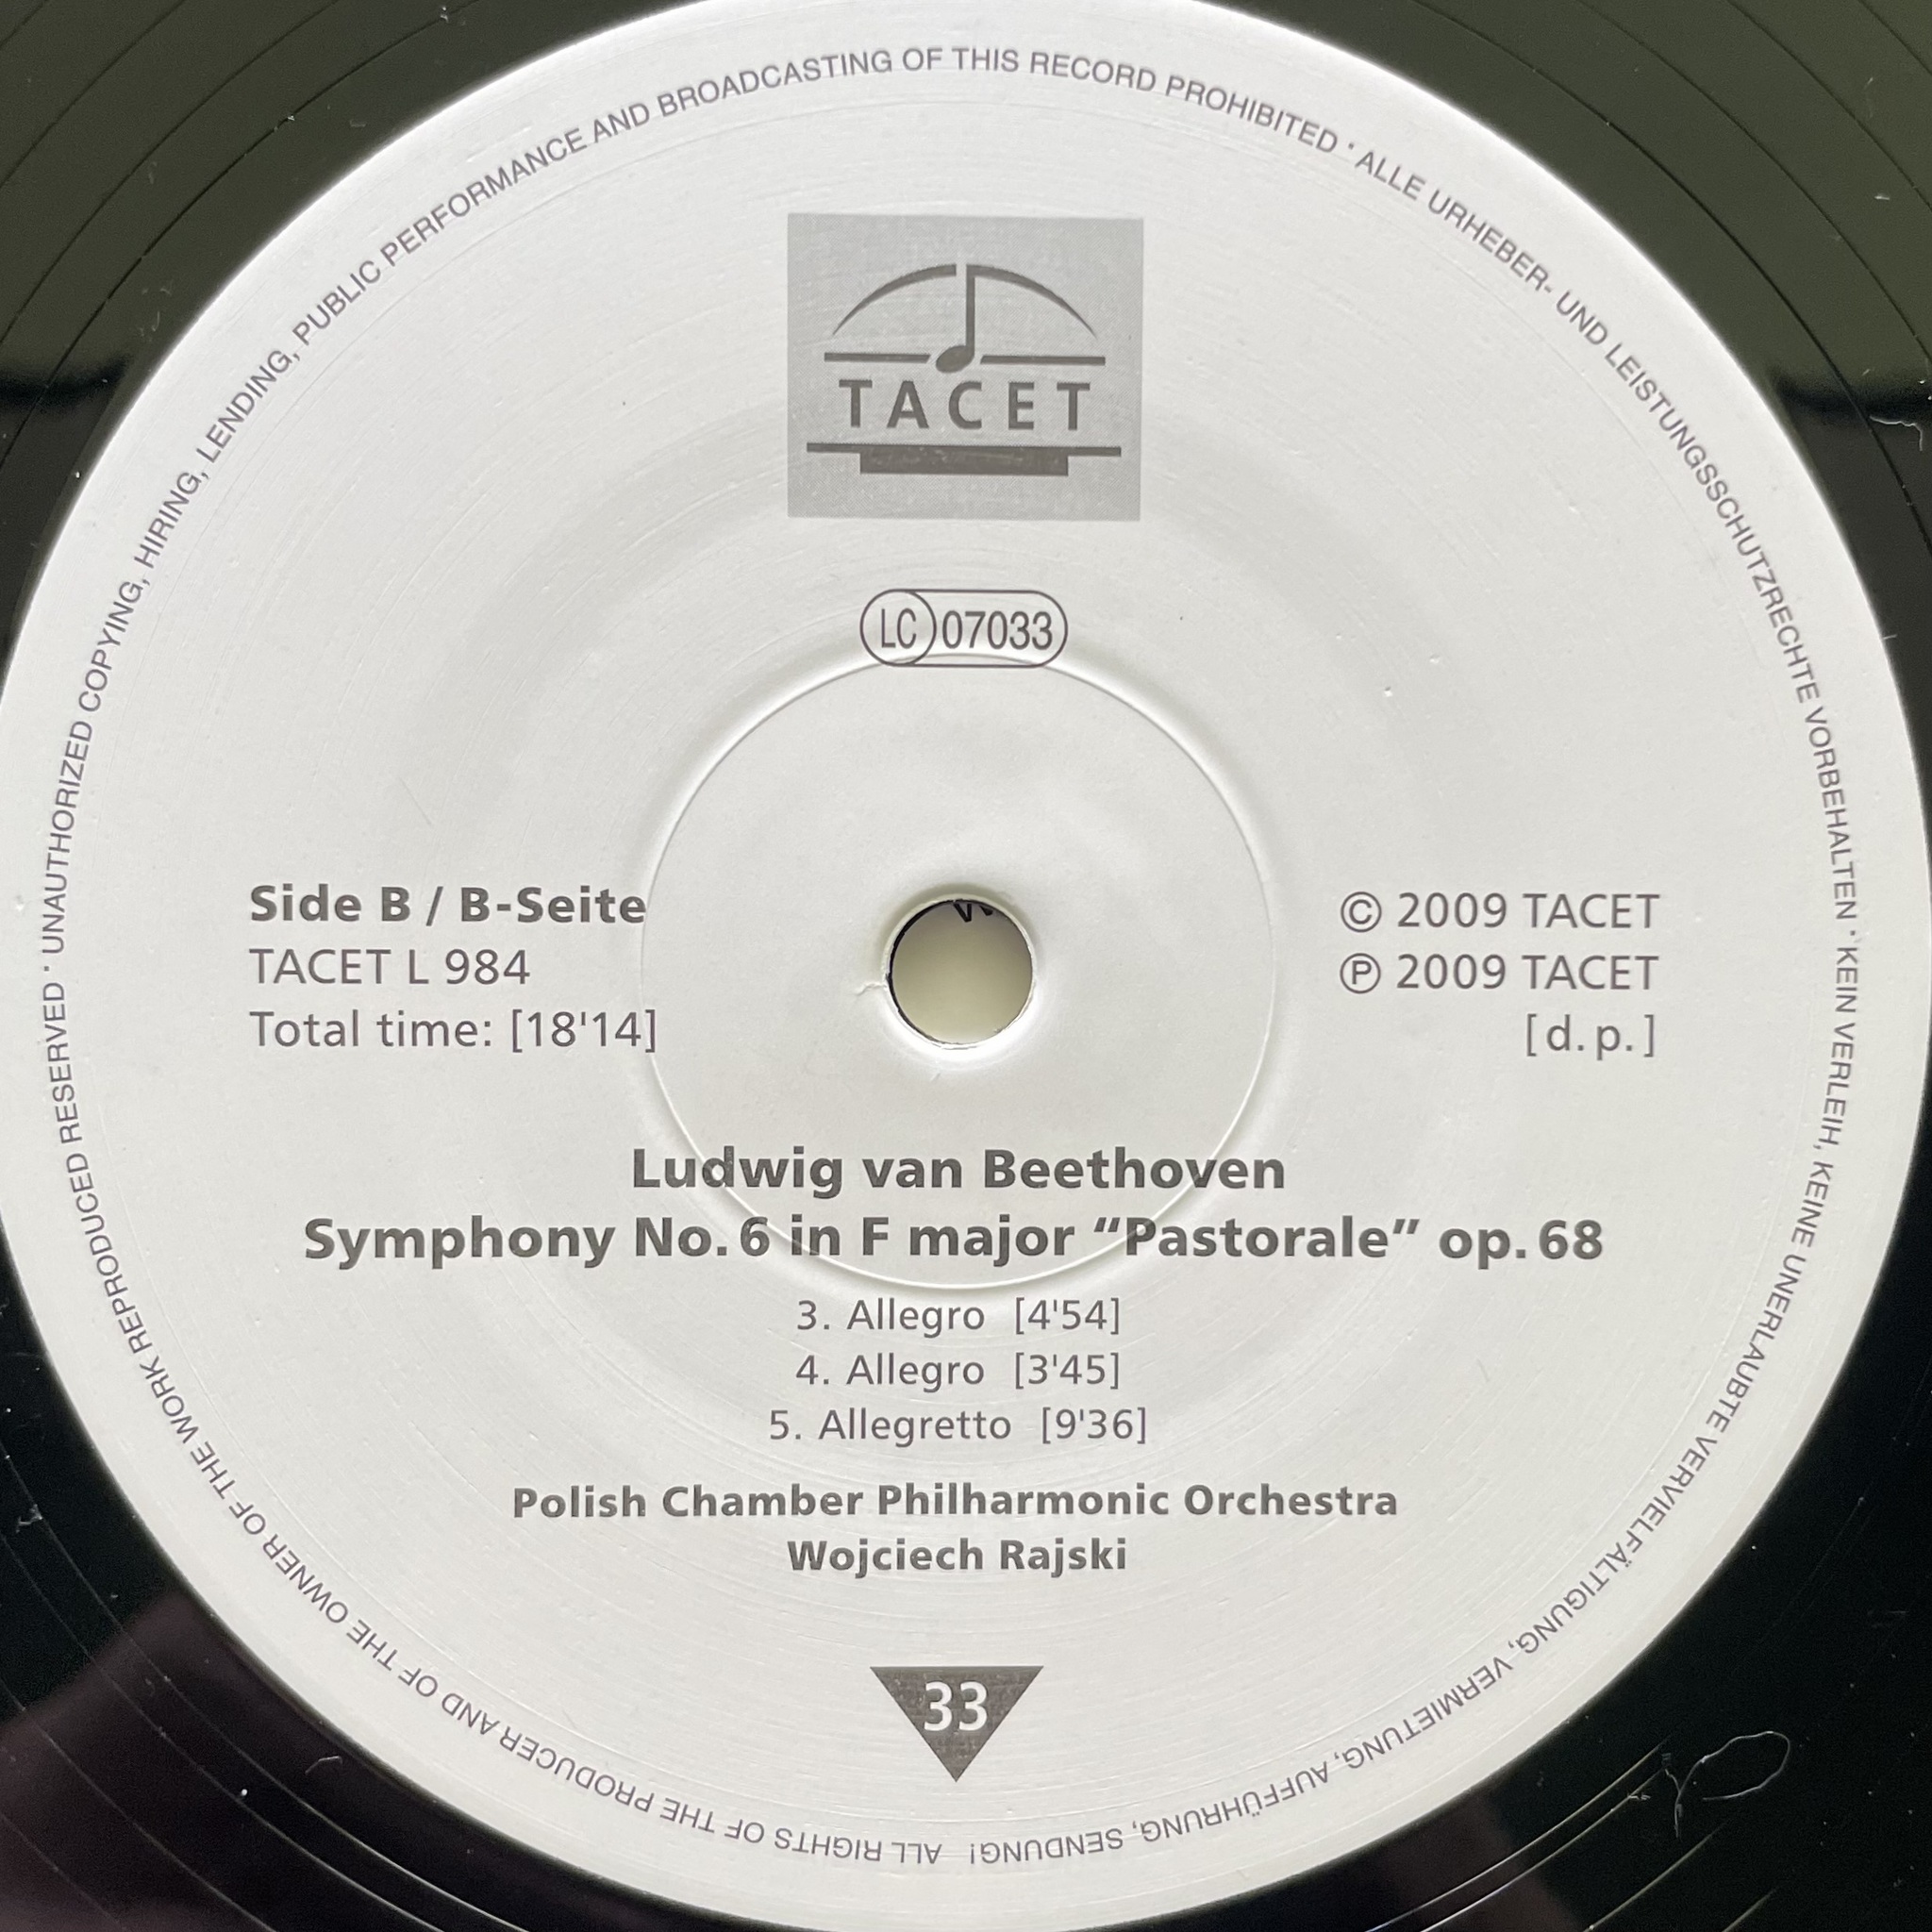 TACET
LC 07033
Side B / B-Seite
TACET L 984
Total time: [18'14]
© 2009 TACET
℗ 2009 TACET
[d.p.]
Ludwig van Beethoven
Symphony No. 6 in F major “Pastorale” op. 68
3. Allegro [4'54]
4. Allegro [3'45]
5. Allegretto [9'36]
Polish Chamber Philharmonic Orchestra
Wojciech Rajski
33
ALL RIGHTS OF THE PRODUCER AND OF THE OWNER OF THE WORK REPRODUCED RESERVED · UNAUTHORIZED COPYING, HIRING, LENDING, PUBLIC PERFORMANCE AND BROADCASTING OF THIS RECORD PROHIBITED · ALLE URHEBER- UND LEISTUNGSSCHUTZRECHTE VORBEHALTEN · KEIN VERLEIH, KEINE UNERLAUBTE VERVIELFÄLTIGUNG, VERMIETUNG, AUFFÜHRUNG, SENDUNG!